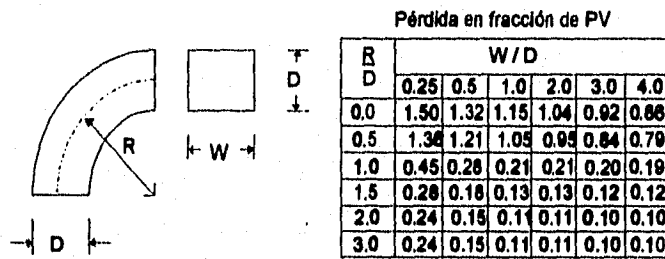 Pérdida en fracción de PV
R
D
W / D
0.25 0.5 1.0 2.0 3.0 4.0
0.0 1.50 1.32 1.15 1.04 0.92 0.86
0.5 1.36 1.21 1.05 0.95 0.84 0.79
1.0 0.45 0.28 0.21 0.21 0.20 0.19
1.5 0.28 0.18 0.13 0.13 0.12 0.12
2.0 0.24 0.15 0.11 0.11 0.10 0.10
3.0 0.24 0.15 0.11 0.11 0.10 0.10
D
W
R
D